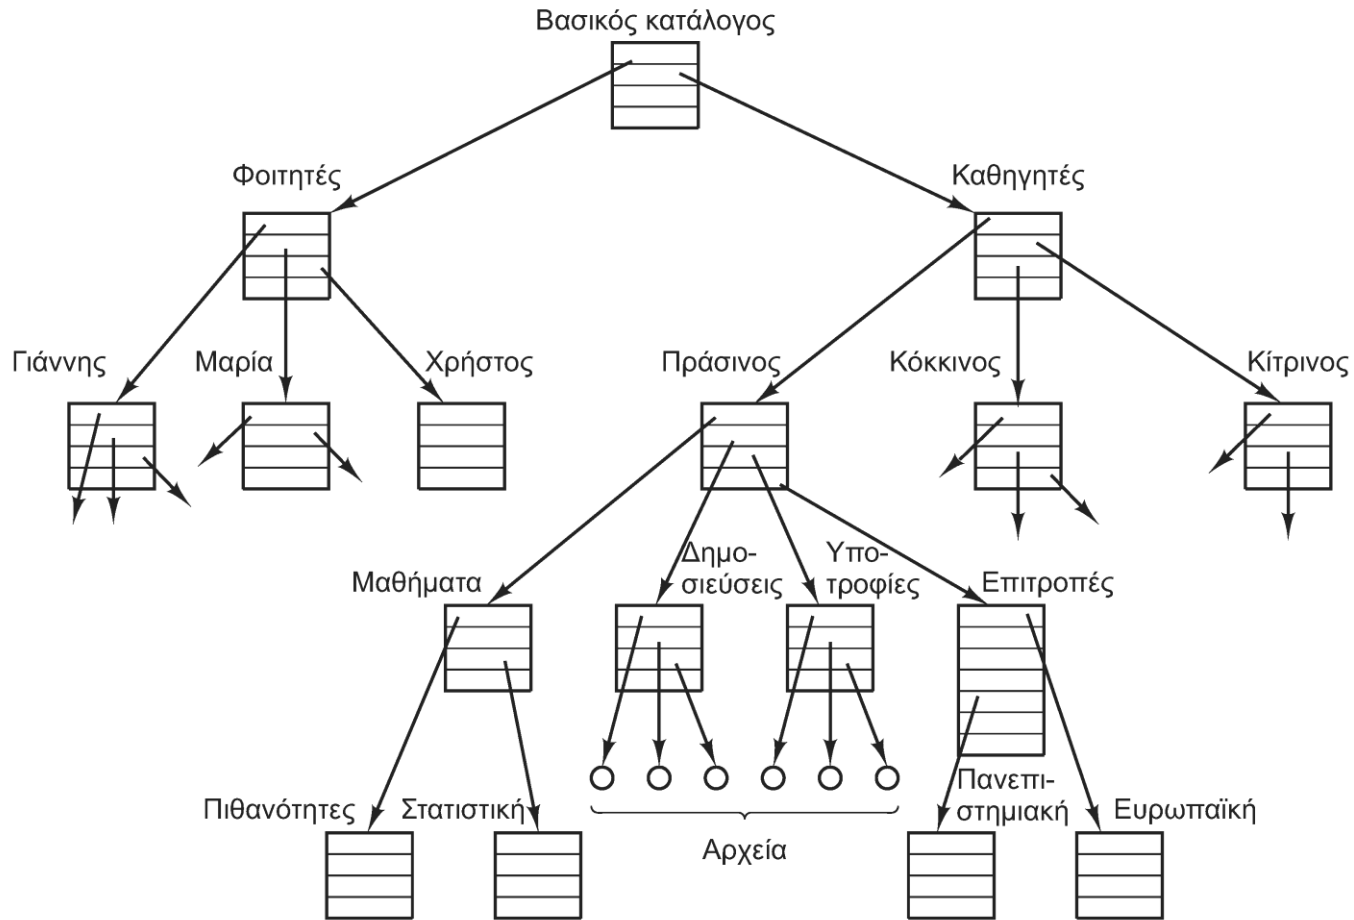 Βασικός κατάλογος
Φοιτητές
Καθηγητές
Γιάννης
Μαρία
Χρήστος
Πράσινος
Κόκκινος
Κίτρινος
Μαθήματα
Δημο-
σιεύσεις
Υπο-
τροφίες
Επιτροπές
Πιθανότητες
Στατιστική
Αρχεία
Πανεπι-
στημιακή
Ευρωπαϊκή